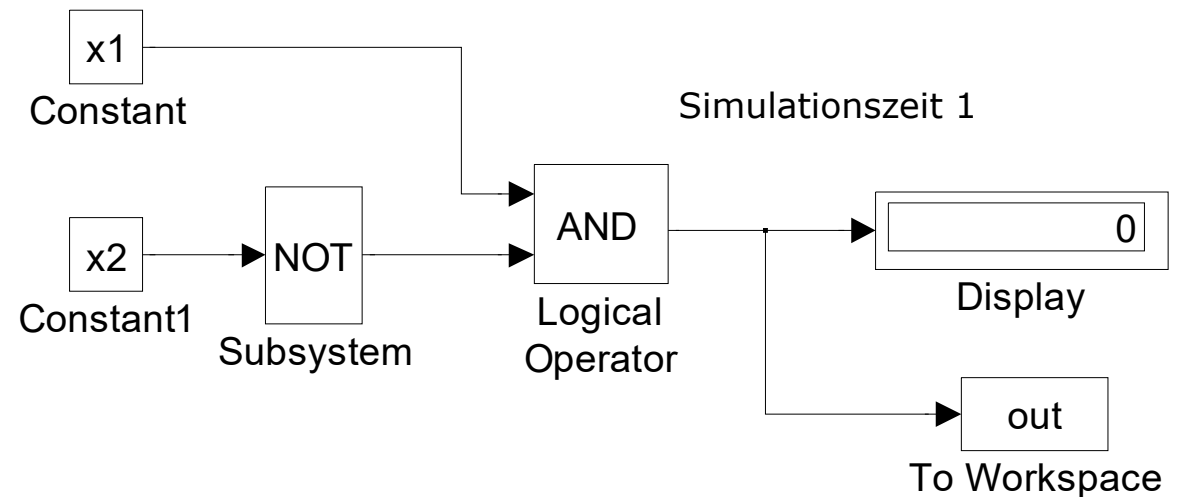 x1
Constant
Simulationszeit 1
x2
Constant1
NOT
Subsystem
AND
Logical
Operator
0
Display
out
To Workspace